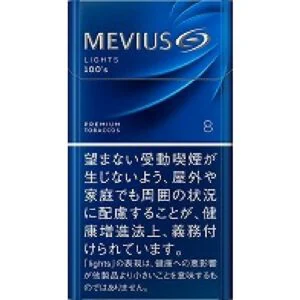 MEVIUS
LIGHTS
100's
PREMIUM
TOBACCOS
8
望まない受動喫煙が
生じないよう、屋外や
家庭でも周囲の状況
に配慮することが、健
康増進法上、義務付
けられています。
「lights」の表現は、健康への悪影響
が他製品より小さいことを意味するも
のではありません。